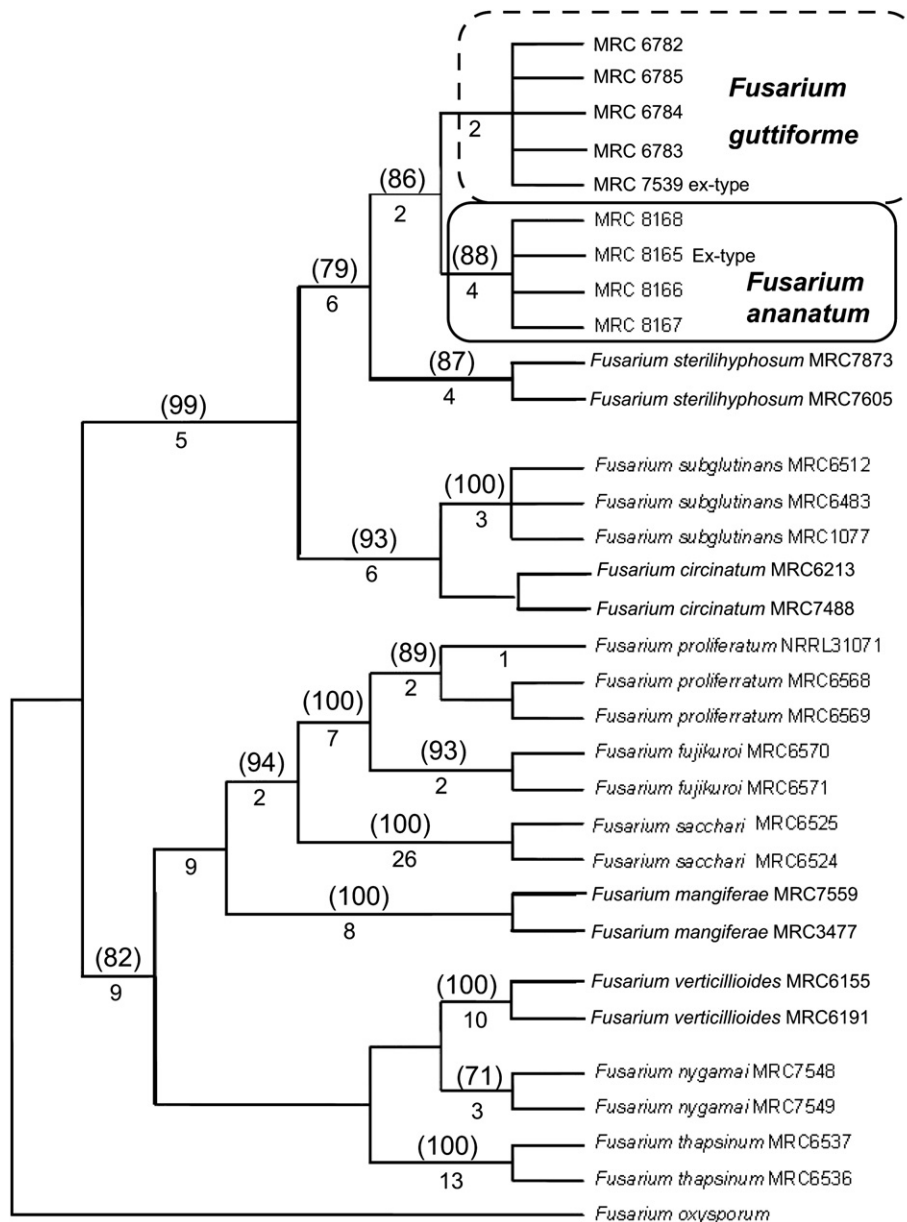 MRC 6782
MRC 6785
Fusarium
MRC 6784
guttiforme
2
MRC 6783
(86)
MRC 7539 ex-type
2
MRC 8168
(88)
MRC 8165 Ex-type
(79)
Fusarium
4
MRC 8166
6
ananatum
MRC 8167
(87)
Fusarium sterilihyphosum MRC7873
4
Fusarium sterilihyphosum MRC7605
(99)
5
Fusarium subglutinans MRC6512
(100)
Fusarium subglutinans MRC6483
3
Fusarium subglutinans MRC1077
(93)
6
Fusarium circinatum MRC6213
Fusarium circinatum MRC7488
Fusarium proliferatum NRRL31071
(89)
1
2
Fusarium proliferratum MRC6568
(100)
Fusarium proliferratum MRC6569
7
(93)
Fusarium fujikuroi MRC6570
(94)
2
Fusarium fujikuroi MRC6571
2
(100)
Fusarium sacchari MRC6525
9
26
Fusarium sacchari MRC6524
(100)
Fusarium mangiferae MRC7559
8
Fusarium mangiferae MRC3477
(82)
9
(100)
Fusarium verticillioides MRC6155
10
Fusarium verticillioides MRC6191
(71)
Fusarium nygamai MRC7548
3
Fusarium nygamai MRC7549
(100)
Fusarium thapsinum MRC6537
13
Fusarium thapsinum MRC6536
Fusarium oxysporum